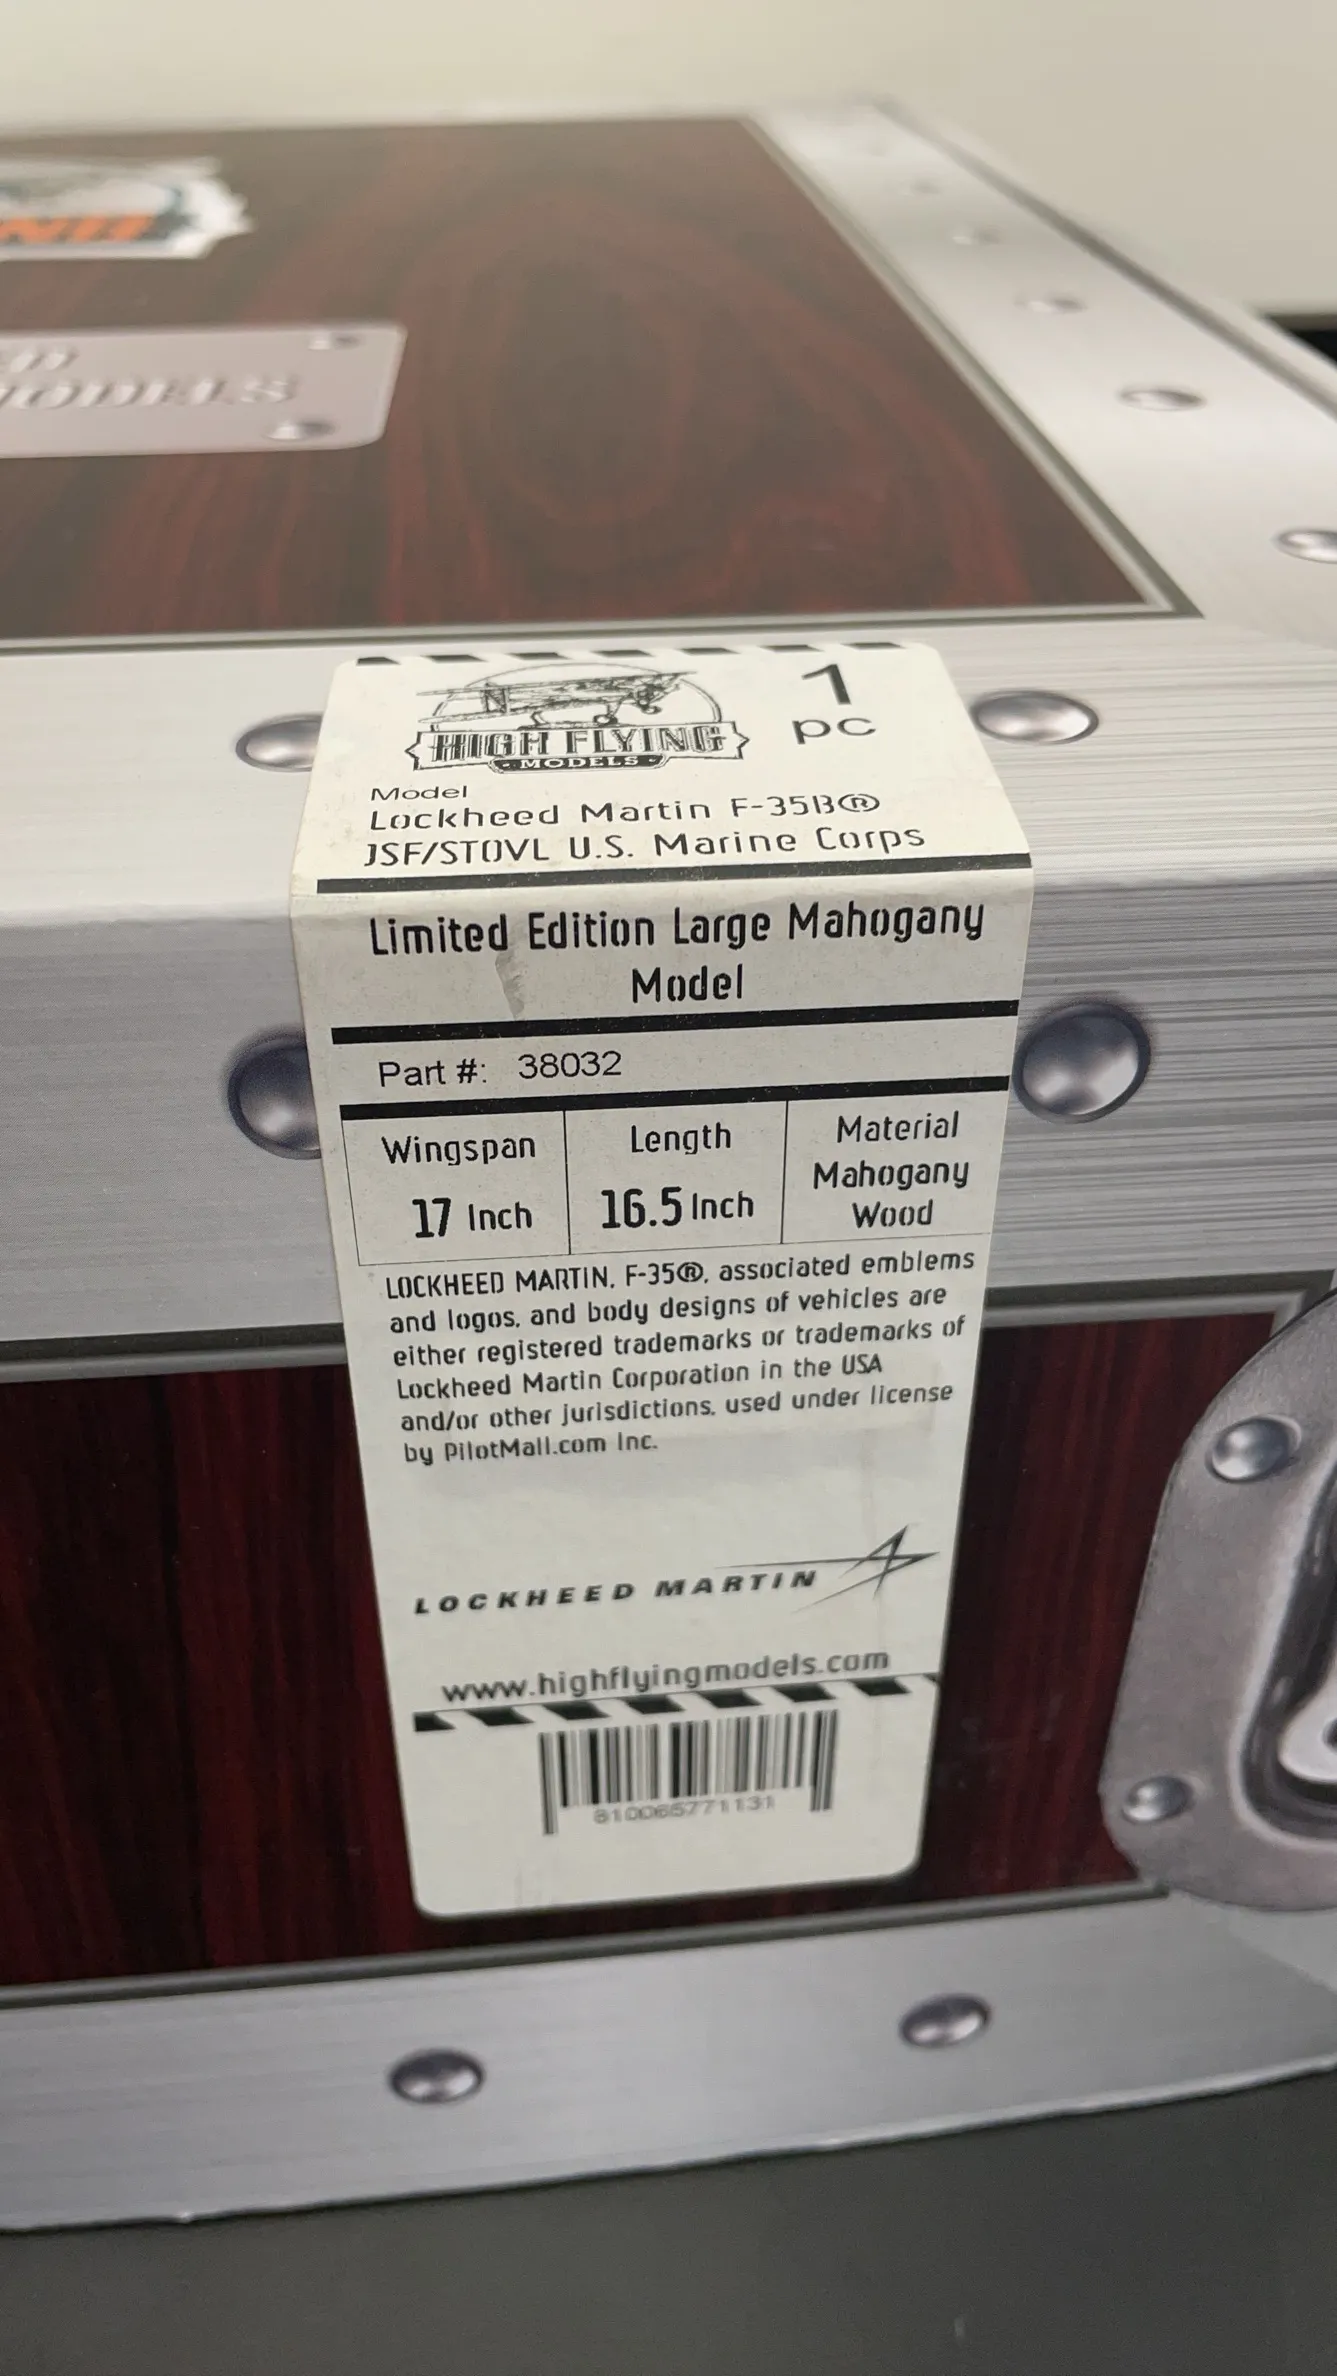 MODELS
HIGH FLYING
MODELS
1
pc
Model
Lockheed Martin F-35B®
JSF/STOVL U.S. Marine Corps
Limited Edition Large Mahogany
Model
Part #: 38032
Wingspan
17 Inch
Length
16.5 Inch
Material
Mahogany
Wood
LOCKHEED MARTIN, F-35®, associated emblems
and logos, and body designs of vehicles are
either registered trademarks or trademarks of
Lockheed Martin Corporation in the USA
and/or other jurisdictions, used under license
by PilotMall.com Inc.
LOCKHEED MARTIN
www.highflyingmodels.com
810065771131